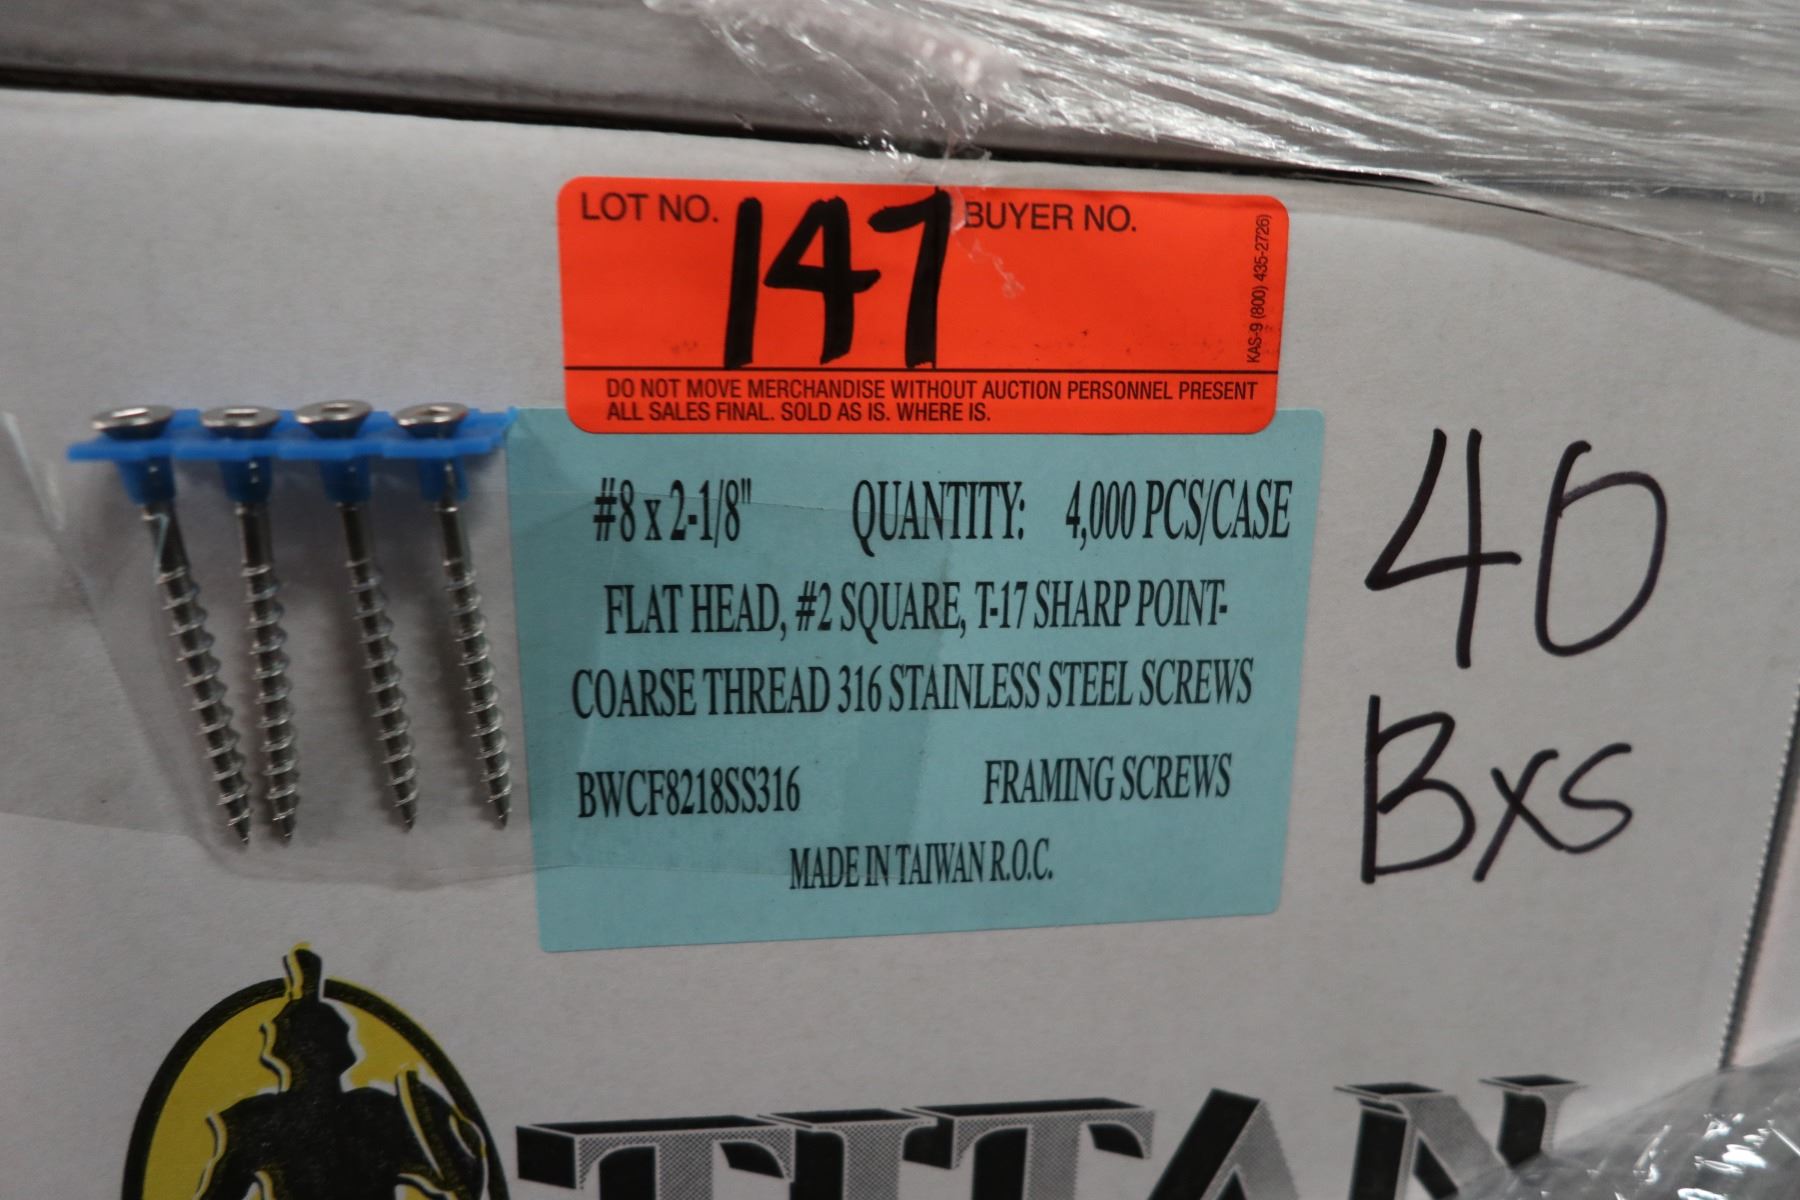 LOT NO. 147 BUYER NO.
KAS-9 (800) 435-2726)
DO NOT MOVE MERCHANDISE WITHOUT AUCTION PERSONNEL PRESENT
ALL SALES FINAL. SOLD AS IS. WHERE IS.
#8 x 2-1/8" QUANTITY: 4,000 PCS/CASE
FLAT HEAD, #2 SQUARE, T-17 SHARP POINT-
COARSE THREAD 316 STAINLESS STEEL SCREWS
BWCF8218SS316 FRAMING SCREWS
MADE IN TAIWAN R.O.C.
40
BxS
TITAN